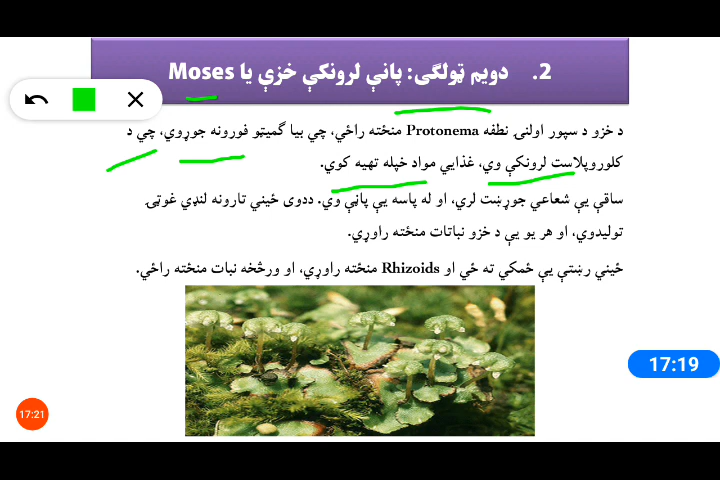 2. دویم ټولګی: پاڼې لرونکې خزې یا Moses
د خزو د سپور اولنۍ نطفه Protonema منځته راځي، چې بیا ګمیټو فورونه جوړوي، چې د
کلوروپلاست لرونکې وي، غذایي مواد خپله تهیه کوي.
ساقې یې شعاعي جوړښت لري، او له پاسه یې پاڼې وي. ددوی ځینې تارونه لنډې غوټۍ
تولیدوي، او هر یو یې د خزو نباتات منځته راوړي.
ځینې رښتې یې ځمکې ته ځي او Rhizoids منځته راوړي، او ورڅخه نبات منځته راځي.
17:19
17:21